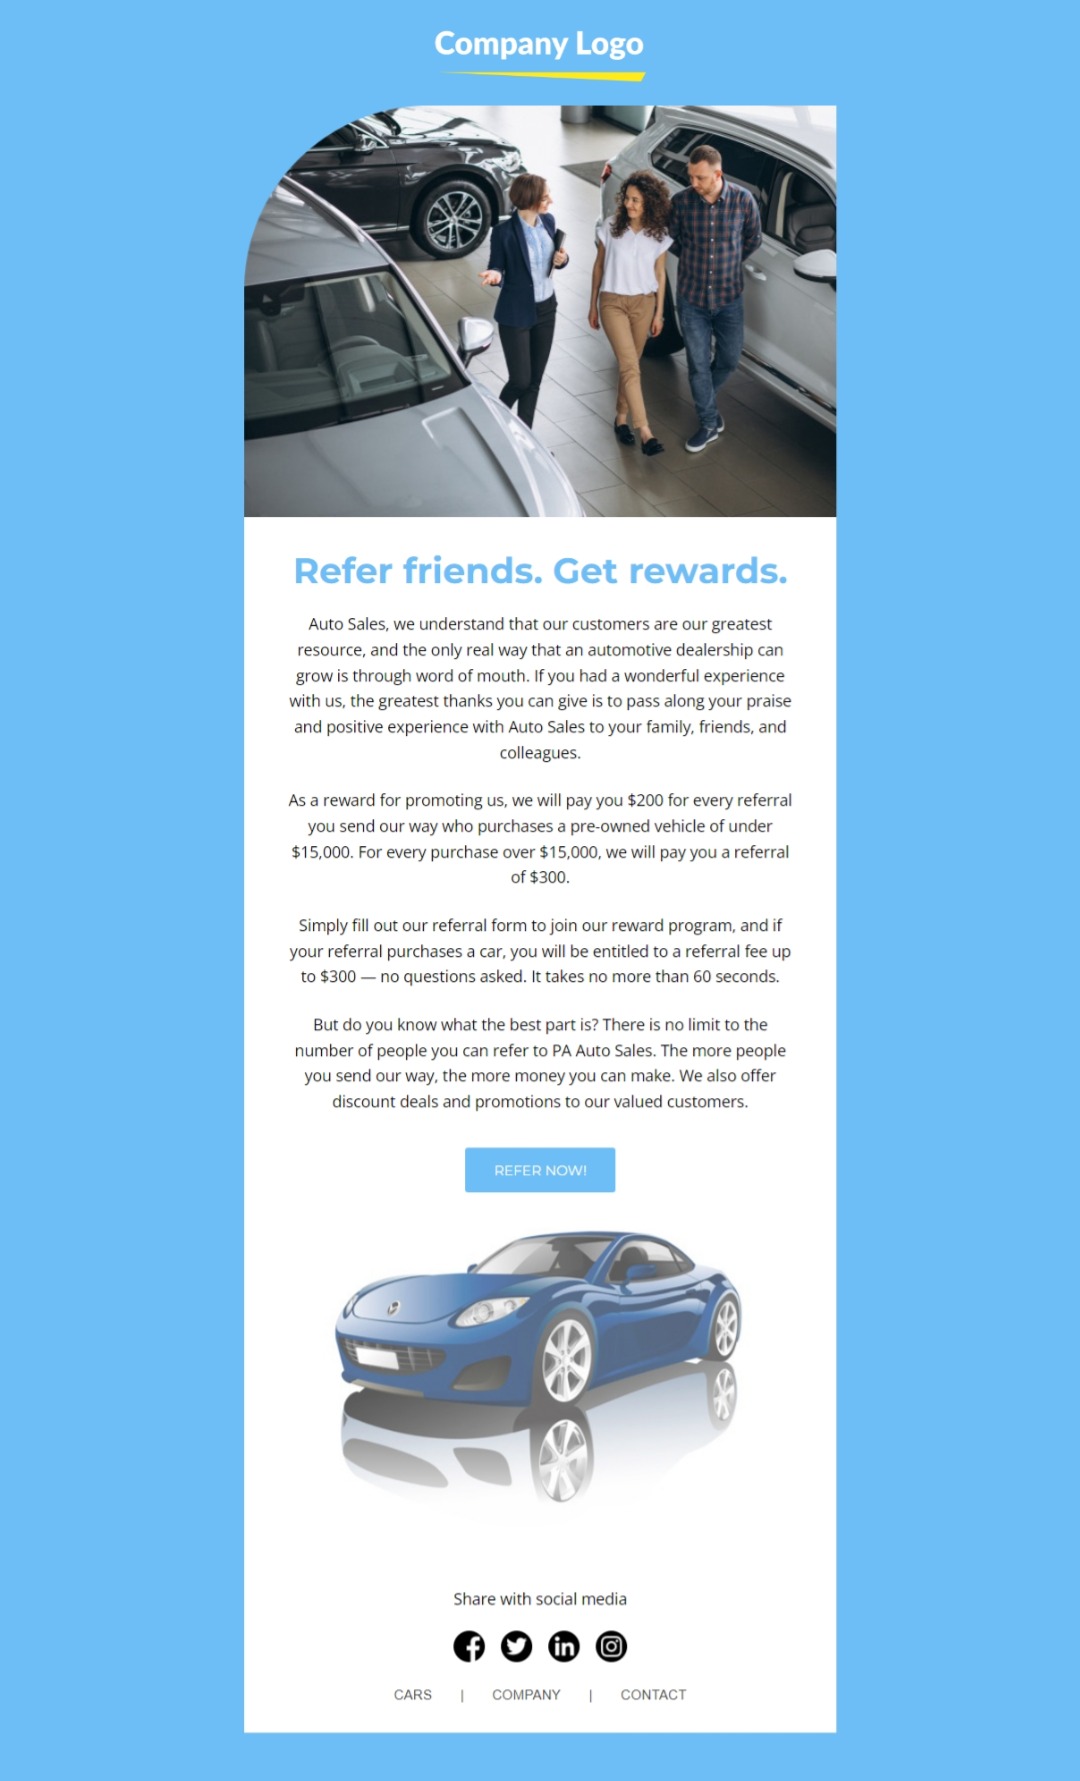 Company Logo
Refer friends. Get rewards.
Auto Sales, we understand that our customers are our greatest
resource, and the only real way that an automotive dealership can
grow is through word of mouth. If you had a wonderful experience
with us, the greatest thanks you can give is to pass along your praise
and positive experience with Auto Sales to your family, friends, and
colleagues.
As a reward for promoting us, we will pay you $200 for every referral
you send our way who purchases a pre-owned vehicle of under
$15,000. For every purchase over $15,000, we will pay you a referral
of $300.
Simply fill out our referral form to join our reward program, and if
your referral purchases a car, you will be entitled to a referral fee up
to $300 — no questions asked. It takes no more than 60 seconds.
But do you know what the best part is? There is no limit to the
number of people you can refer to PA Auto Sales. The more people
you send our way, the more money you can make. We also offer
discount deals and promotions to our valued customers.
REFER NOW!
Share with social media
CARS | COMPANY | CONTACT